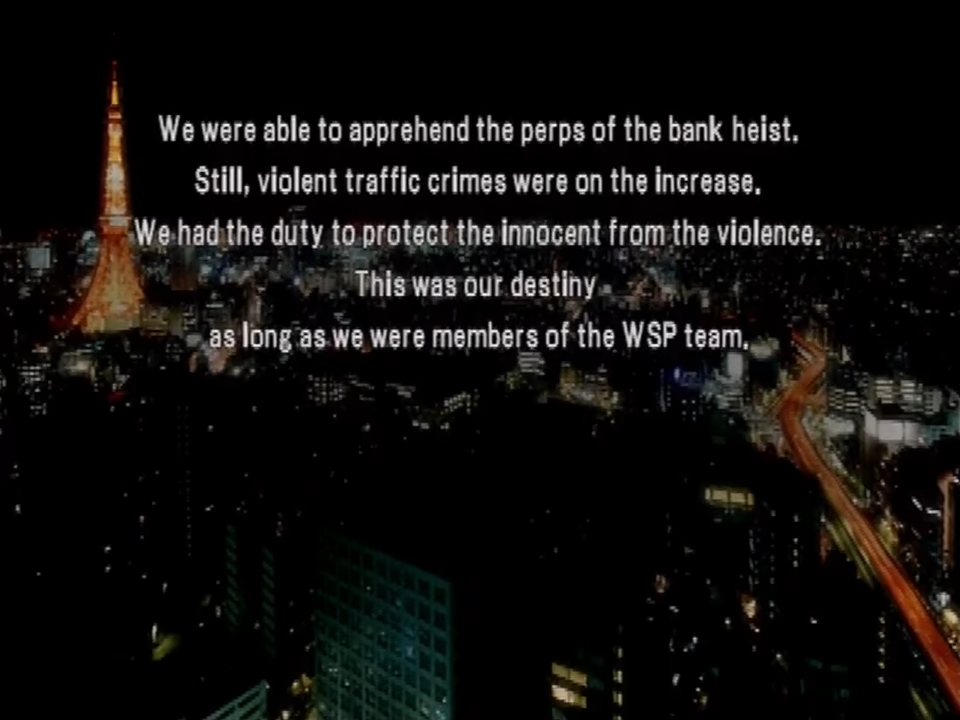 We were able to apprehend the perps of the bank heist.
Still, violent traffic crimes were on the increase.
We had the duty to protect the innocent from the violence.
This was our destiny
as long as we were members of the WSP team.